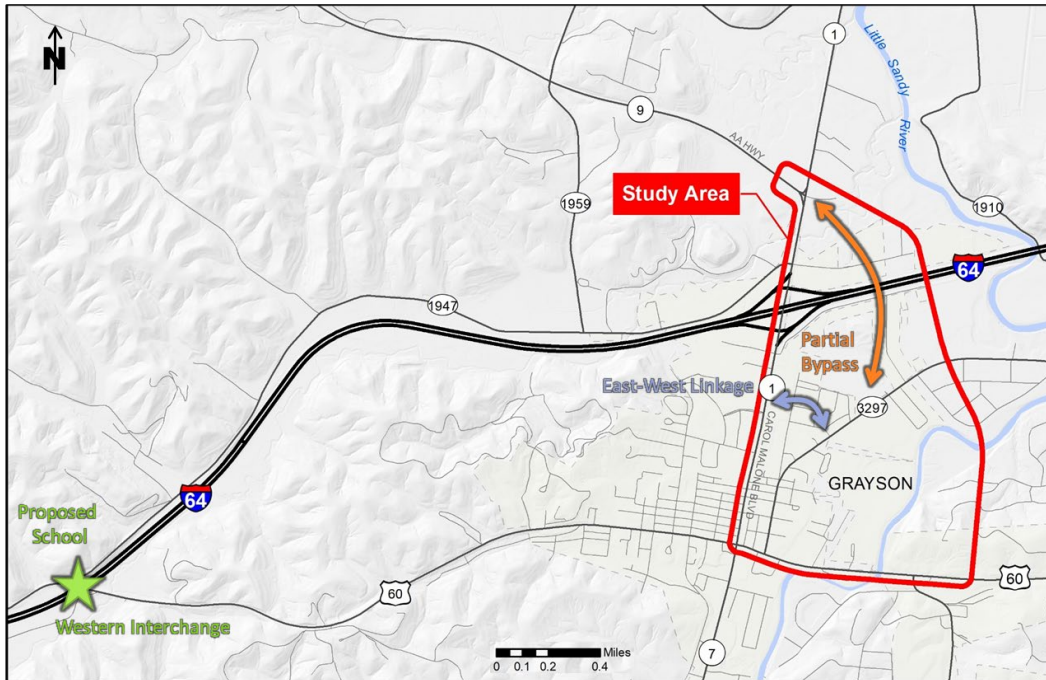 N
1
Little Sandy River
9
AA HWY
Study Area
1959
1910
64
1947
Partial
Bypass
East-West Linkage
1
3297
CAROL MALONE BLVD
GRAYSON
64
Proposed
School
60
60
Western Interchange
Miles
0 0.1 0.2 0.4
7